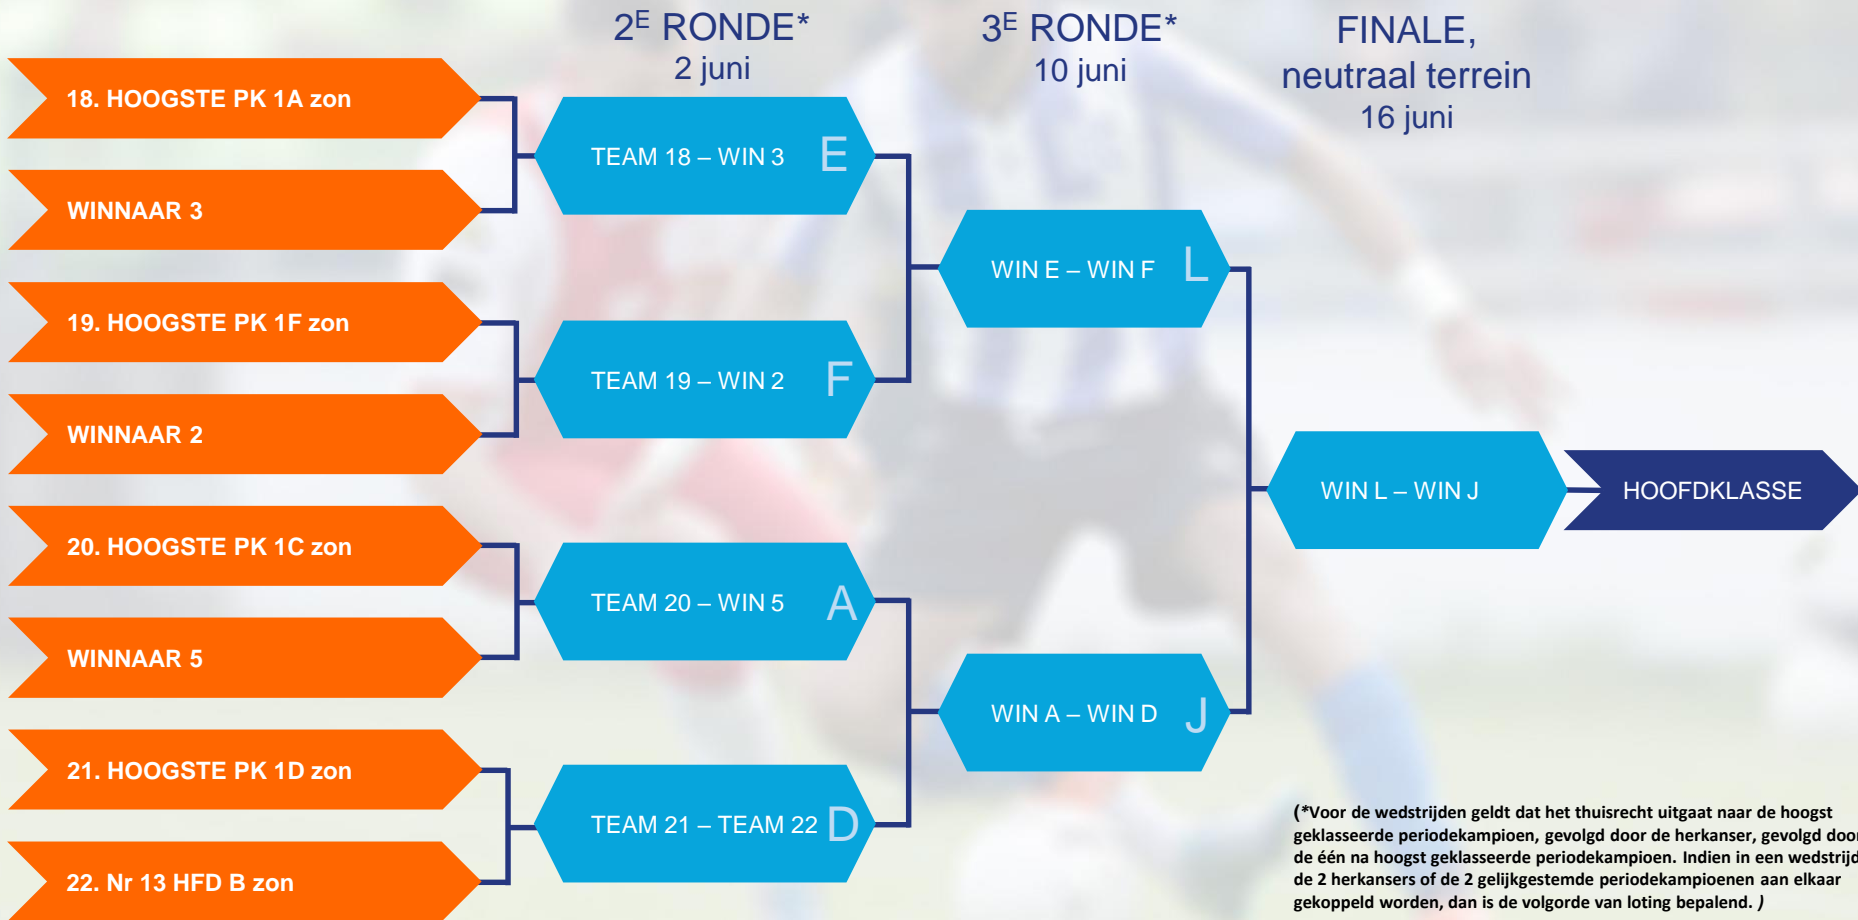 2E RONDE*
2 juni
3E RONDE*
10 juni
FINALE,
neutraal terrein
16 juni
18. HOOGSTE PK 1A zon
WINNAAR 3
19. HOOGSTE PK 1F zon
WINNAAR 2
20. HOOGSTE PK 1C zon
WINNAAR 5
21. HOOGSTE PK 1D zon
22. Nr 13 HFD B zon
TEAM 18 – WIN 3 E
TEAM 19 – WIN 2 F
TEAM 20 – WIN 5 A
TEAM 21 – TEAM 22 D
WIN E – WIN F L
WIN A – WIN D J
WIN L – WIN J
HOOFDKLASSE
(*Voor de wedstrijden geldt dat het thuisrecht uitgaat naar de hoogst
geklasseerde periodekampioen, gevolgd door de herkanser, gevolgd door
de één na hoogst geklasseerde periodekampioen. Indien in een wedstrijd
de 2 herkansers of de 2 gelijkgestemde periodekampioenen aan elkaar
gekoppeld worden, dan is de volgorde van loting bepalend. )